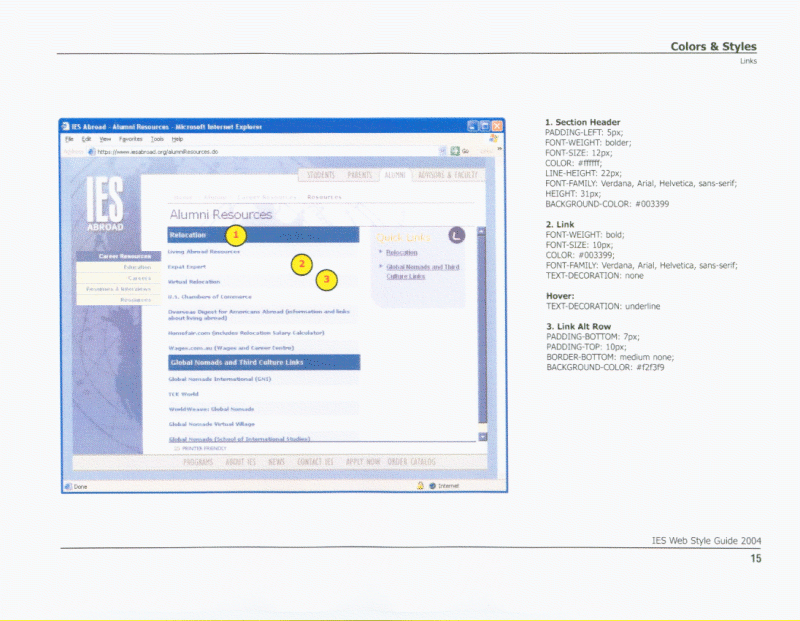 Colors & Styles
Links
IES Abroad - Alumni Resources - Microsoft Internet Explorer
File Edit View Favorites Tools Help
https://www.iesabroad.org/alumniResources.do
Go
STUDENTS PARENTS ALUMNI ADVISORS & FACULTY
IES
ABROAD
Home Alumni Career Resources Resources
Alumni Resources
Relocation
1
Quick Links
L
Living Abroad Resources
Relocation
Career Resources
Expat Expert
2
Global Nomads and Third
Culture Links
Education
Careers
Virtual Relocation
3
Resumes & Interviews
Resources
U.S. Chambers of Commerce
Overseas Digest for Americans Abroad (information and links
about living abroad)
Homefair.com (includes Relocation Salary Calculator)
Wages.com.au (Wages and Career Centre)
Global Nomads and Third Culture Links
Global Nomads International (GNI)
TCK World
WorldWeave: Global Nomads
Global Nomads Virtual Village
Global Nomads (School of International Studies)
PRINTER FRIENDLY
PROGRAMS ABOUT IES NEWS CONTACT IES APPLY NOW ORDER CATALOG
Done
Internet
1. Section Header
PADDING-LEFT: 5px;
FONT-WEIGHT: bolder;
FONT-SIZE: 12px;
COLOR: #ffffff;
LINE-HEIGHT: 22px;
FONT-FAMILY: Verdana, Arial, Helvetica, sans-serif;
HEIGHT: 31px;
BACKGROUND-COLOR: #003399
2. Link
FONT-WEIGHT: bold;
FONT-SIZE: 10px;
COLOR: #003399;
FONT-FAMILY: Verdana, Arial, Helvetica, sans-serif;
TEXT-DECORATION: none
Hover:
TEXT-DECORATION: underline
3. Link Alt Row
PADDING-BOTTOM: 7px;
PADDING-TOP: 10px;
BORDER-BOTTOM: medium none;
BACKGROUND-COLOR: #f2f3f9
IES Web Style Guide 2004
15